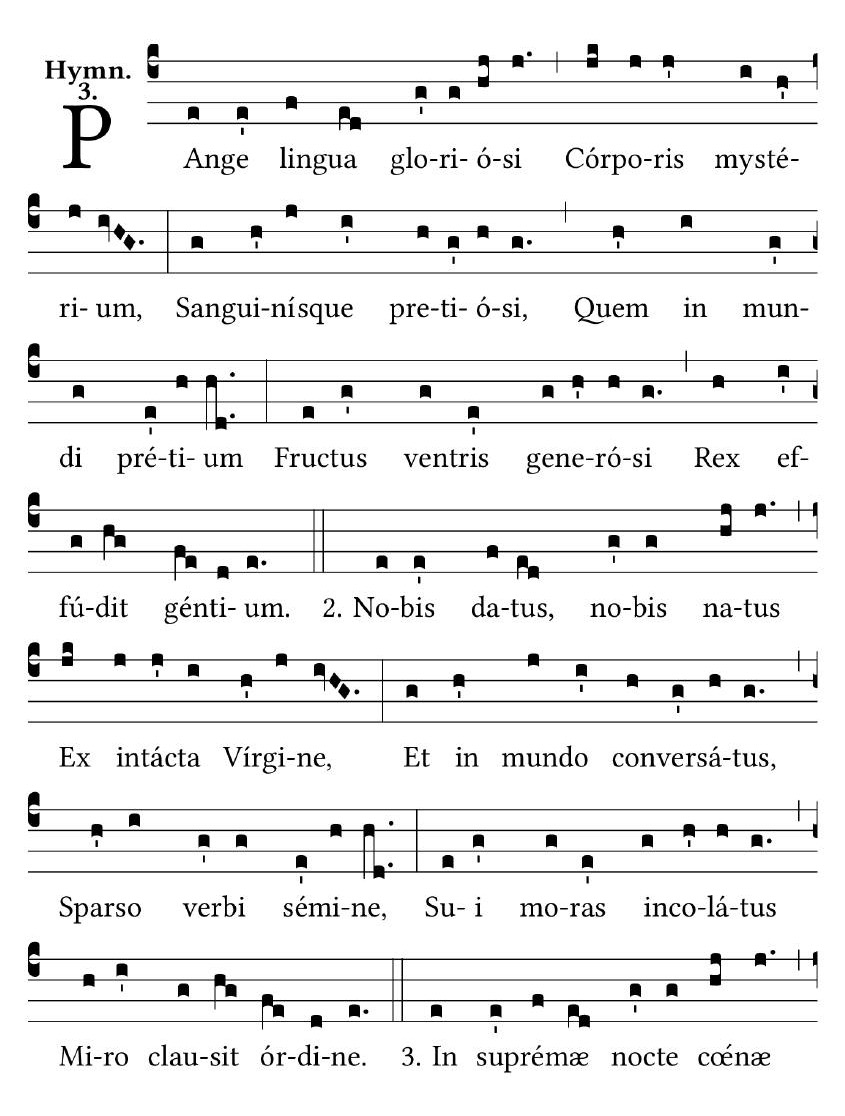 Hymn.
3.
PAnge lingua glo-ri-ó-si Córpo-ris mysté-
ri-um, Sangui-nísque pre-ti-ó-si, Quem in mun-
di pré-ti-um Fructus ventris gene-ró-si Rex ef-
fú-dit génti-um. 2. No-bis da-tus, no-bis na-tus
Ex intácta Vírgi-ne, Et in mundo conversá-tus,
Sparso verbi sémi-ne, Su-i mo-ras inco-lá-tus
Mi-ro clau-sit ór-di-ne. 3. In suprémæ nocte cœ́næ